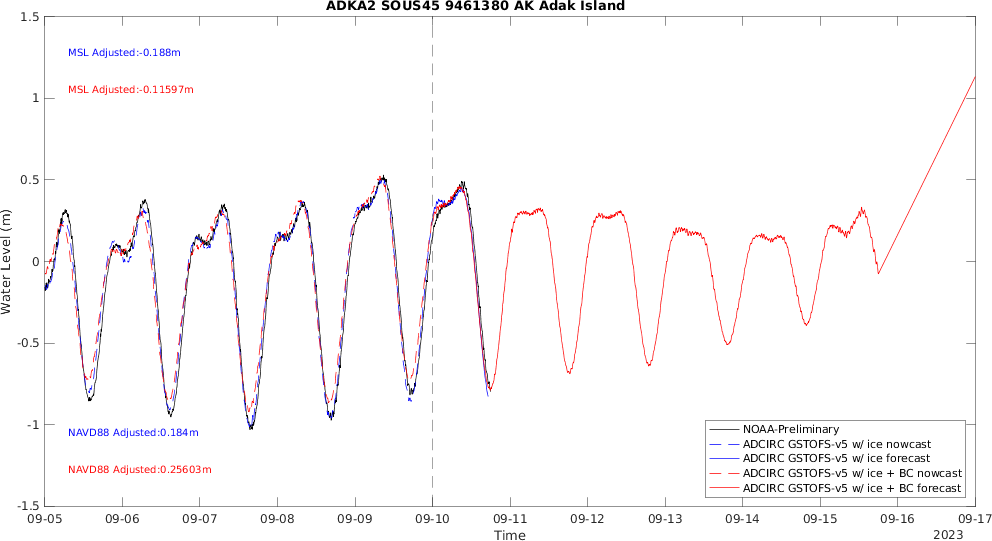 ADKA2 SOUS45 9461380 AK Adak Island
1.5
1
0.5
0
-0.5
-1
-1.5
Water Level (m)
MSL Adjusted:-0.188m
MSL Adjusted:-0.11597m
NAVD88 Adjusted:0.184m
NAVD88 Adjusted:0.25603m
NOAA-Preliminary
ADCIRC GSTOFS-v5 w/ ice nowcast
ADCIRC GSTOFS-v5 w/ ice forecast
ADCIRC GSTOFS-v5 w/ ice + BC nowcast
ADCIRC GSTOFS-v5 w/ ice + BC forecast
09-05 09-06 09-07 09-08 09-09 09-10 09-11 09-12 09-13 09-14 09-15 09-16 09-17
Time
2023